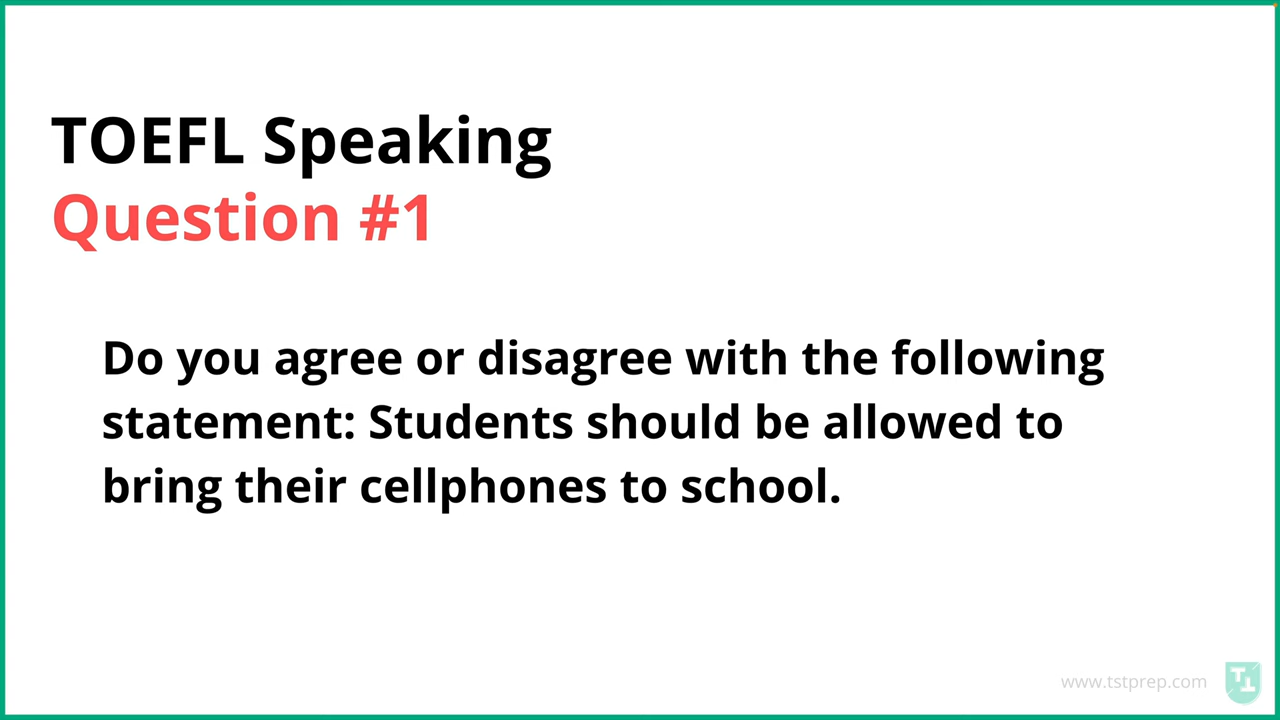 TOEFL Speaking
Question #1
Do you agree or disagree with the following
statement: Students should be allowed to
bring their cellphones to school.
www.tstprep.com